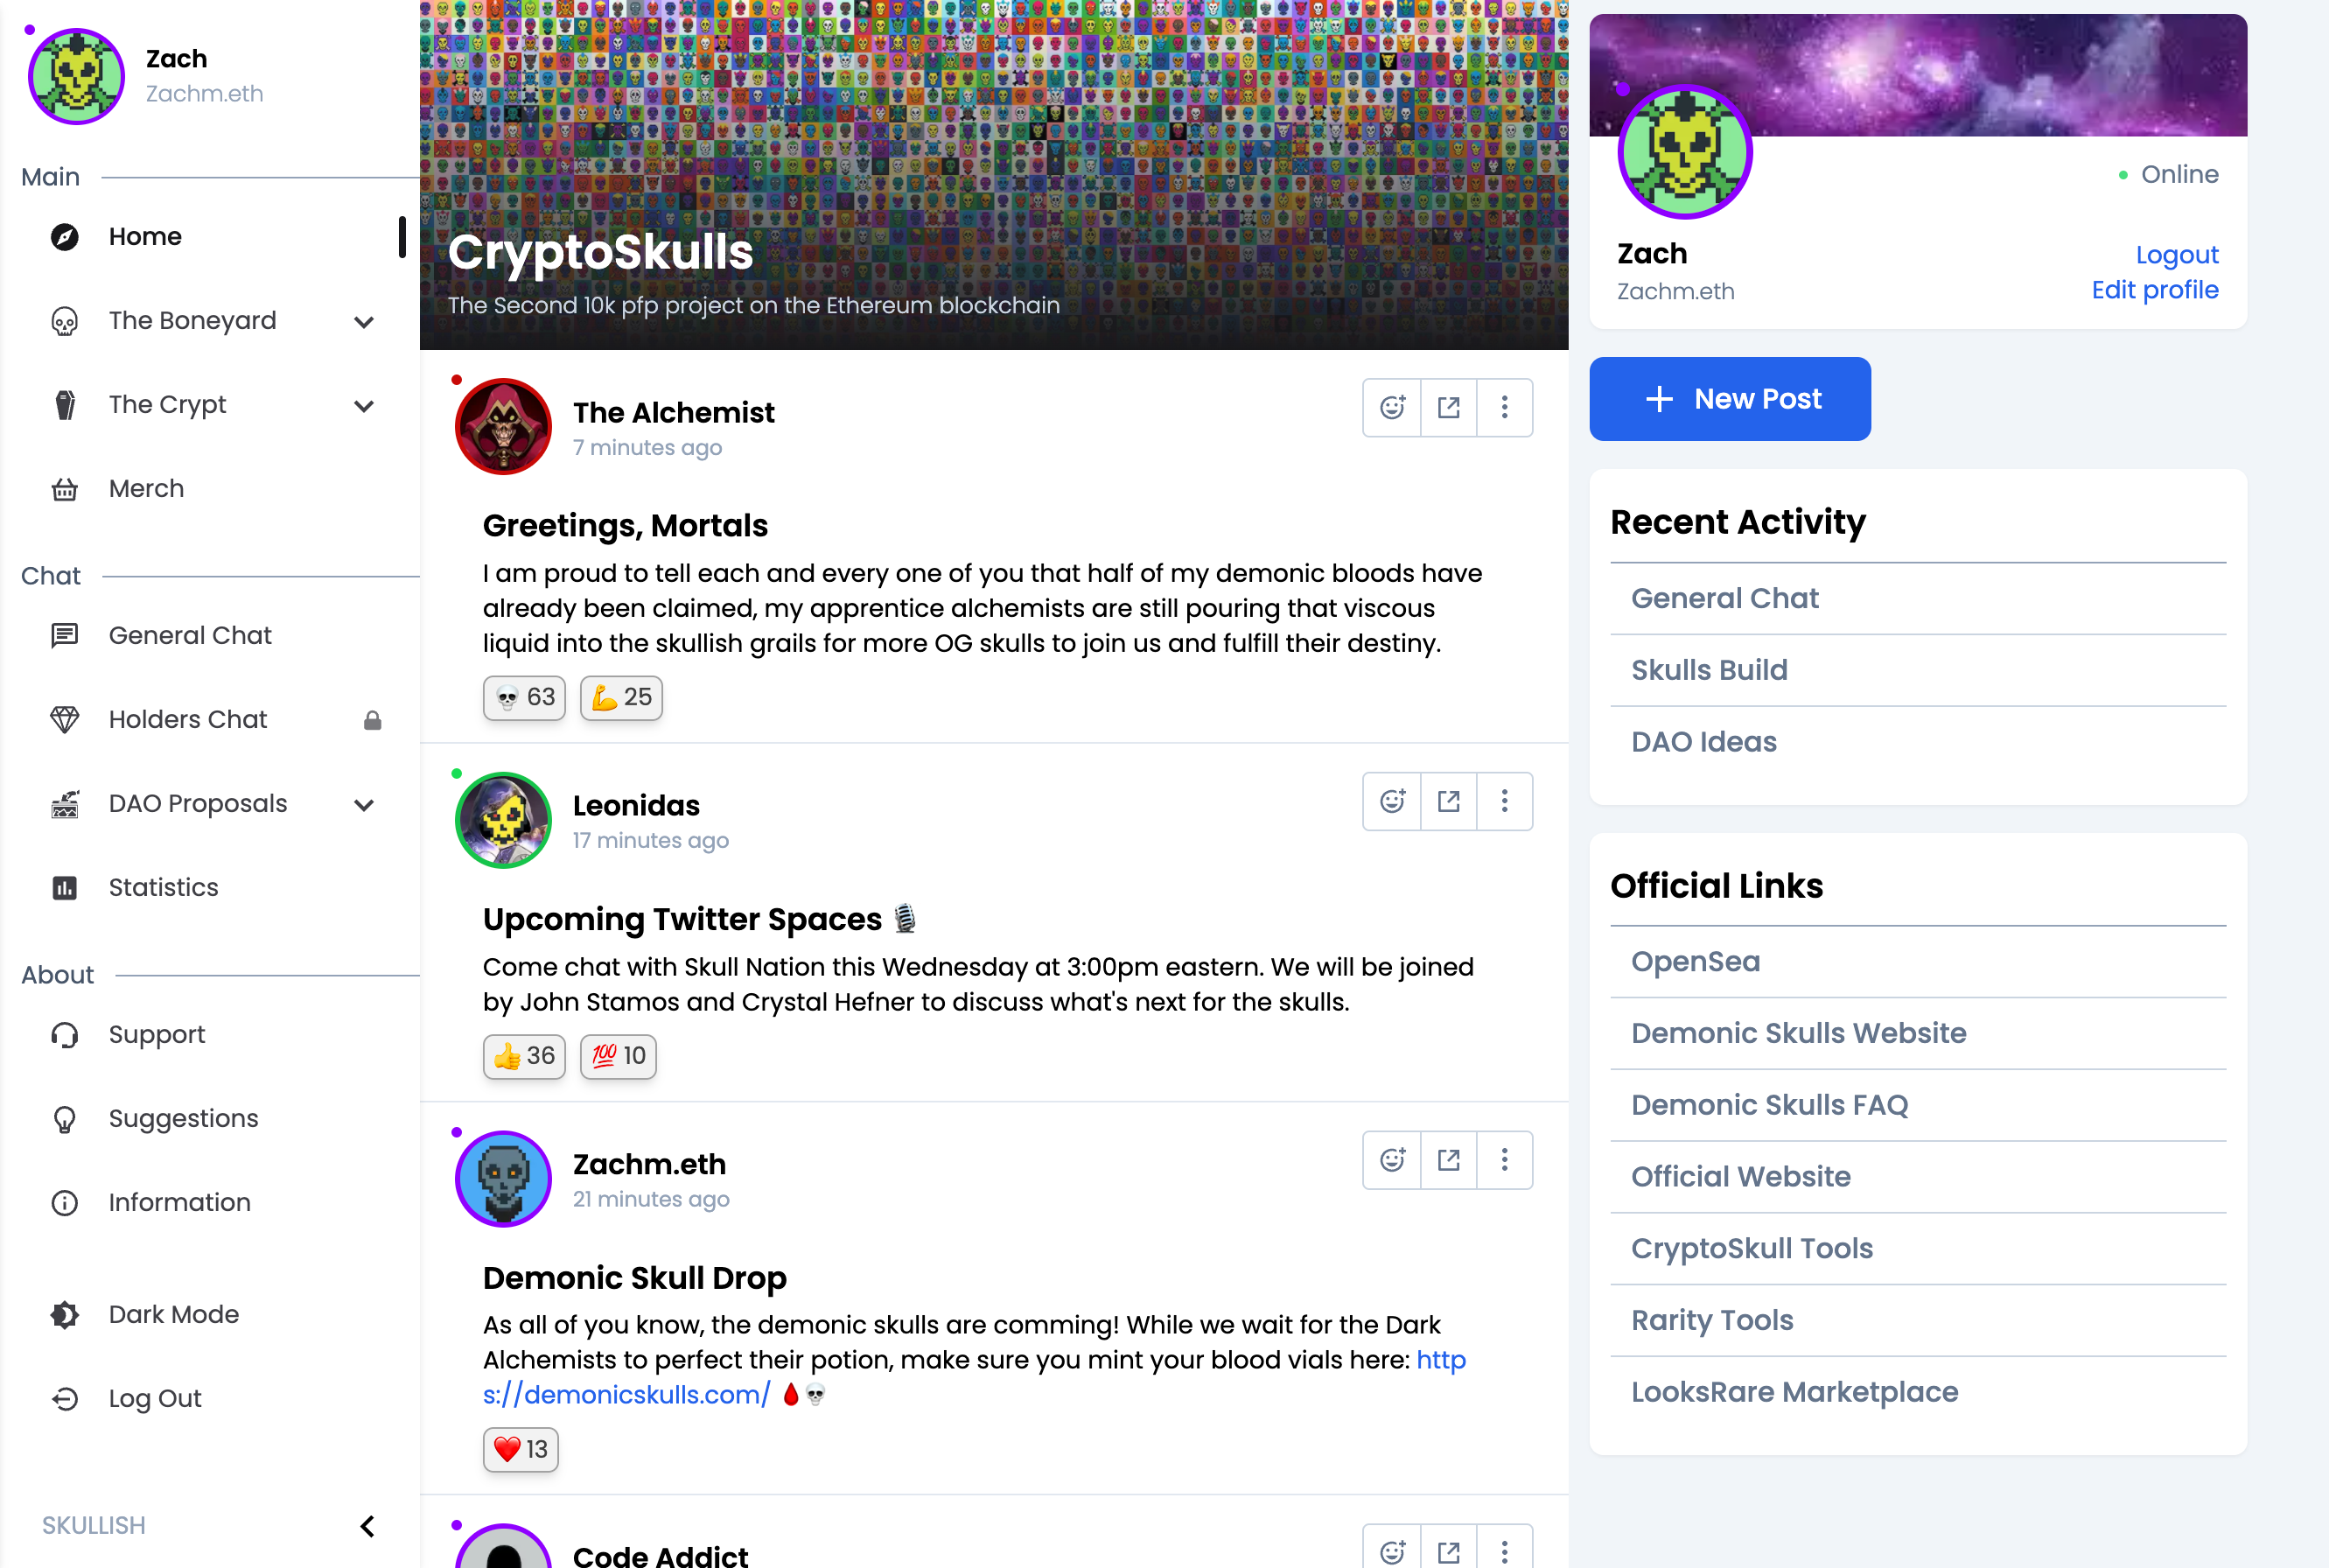 Zach
Zachm.eth
Main
Home
The Boneyard
The Crypt
Merch
Chat
General Chat
Holders Chat
DAO Proposals
Statistics
About
Support
Suggestions
Information
Dark Mode
Log Out
SKULLISH
CryptoSkulls
The Second 10k pfp project on the Ethereum blockchain
The Alchemist
7 minutes ago
Greetings, Mortals
I am proud to tell each and every one of you that half of my demonic bloods have
already been claimed, my apprentice alchemists are still pouring that viscous
liquid into the skullish grails for more OG skulls to join us and fulfill their destiny.
💀 63 💪 25
Leonidas
17 minutes ago
Upcoming Twitter Spaces 🎙️
Come chat with Skull Nation this Wednesday at 3:00pm eastern. We will be joined
by John Stamos and Crystal Hefner to discuss what's next for the skulls.
👍 36 💯 10
Zachm.eth
21 minutes ago
Demonic Skull Drop
As all of you know, the demonic skulls are comming! While we wait for the Dark
Alchemists to perfect their potion, make sure you mint your blood vials here: http
s://demonicskulls.com/ 🩸💀
❤️ 13
Code Addict
Online
Zach
Zachm.eth
Logout
Edit profile
+ New Post
Recent Activity
General Chat
Skulls Build
DAO Ideas
Official Links
OpenSea
Demonic Skulls Website
Demonic Skulls FAQ
Official Website
CryptoSkull Tools
Rarity Tools
LooksRare Marketplace